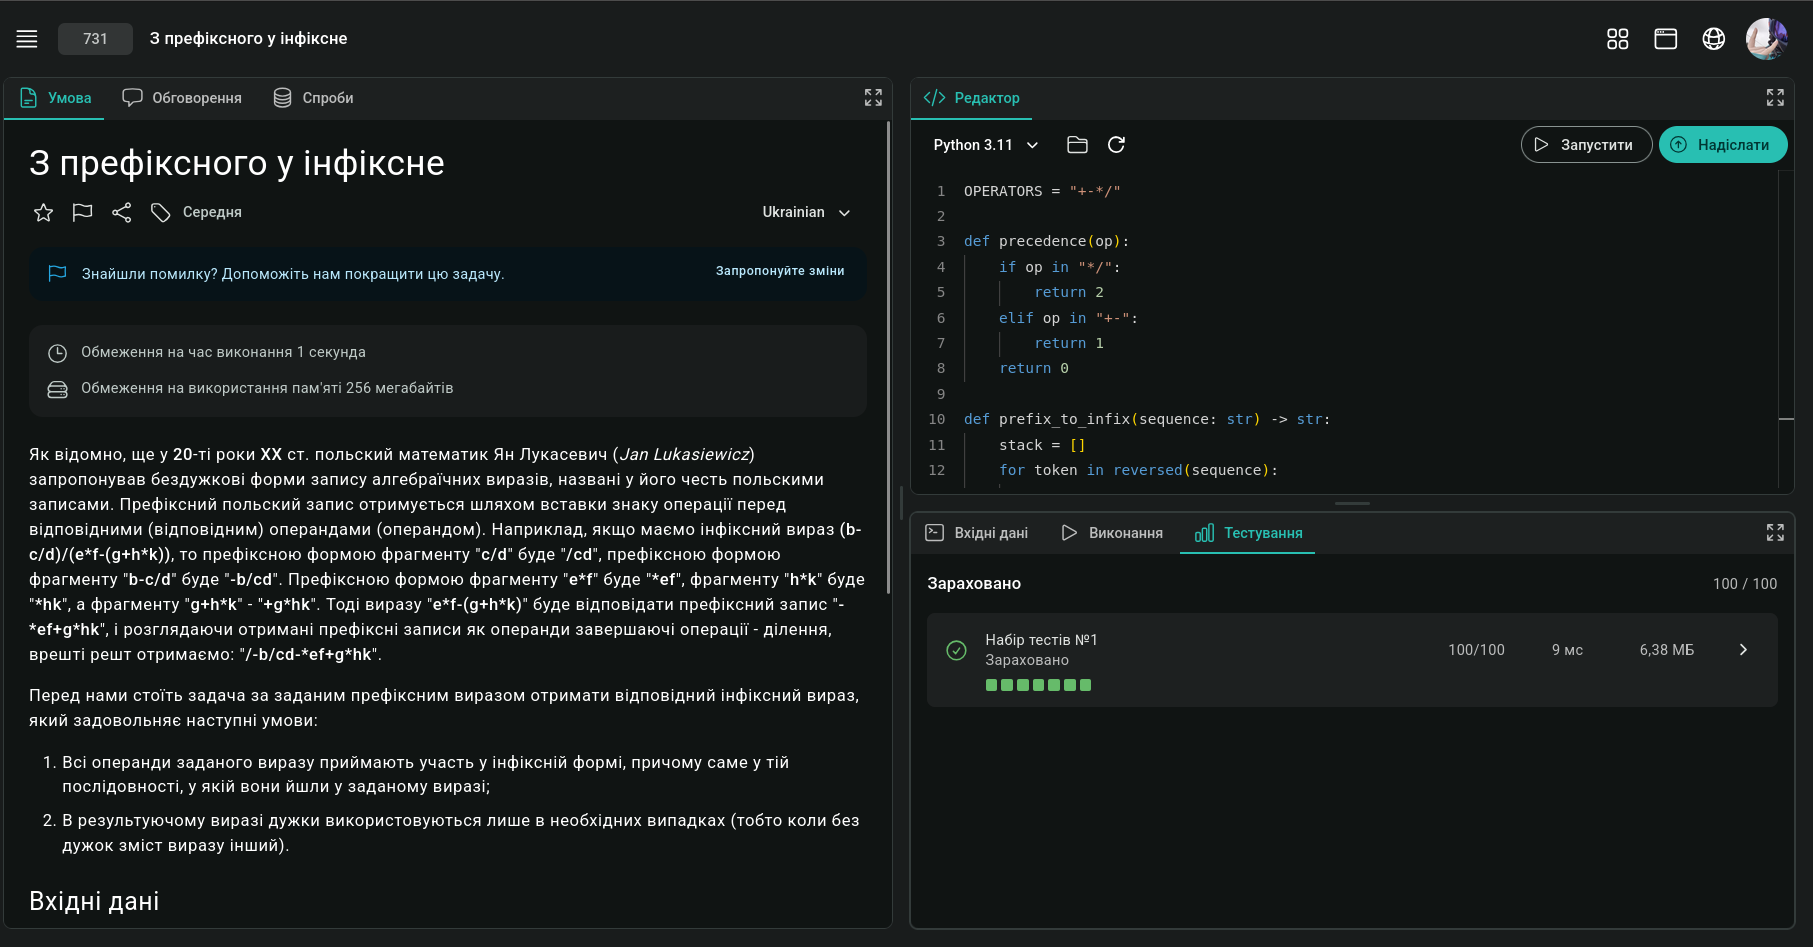 731
З префіксного у інфіксне
Умова
Обговорення
Спроби
З префіксного у інфіксне
Середня
Ukrainian
Знайшли помилку? Допоможіть нам покращити цю задачу.
Запропонуйте зміни
Обмеження на час виконання 1 секунда
Обмеження на використання пам'яті 256 мегабайтів
Як відомо, ще у 20-ті роки XX ст. польский математик Ян Лукасевич (Jan Lukasiewicz)
запропонував бездужкові форми запису алгебраїчних виразів, названі у його честь польскими
записами. Префіксний польский запис отримується шляхом вставки знаку операції перед
відповідними (відповідним) операндами (операндом). Наприклад, якщо маємо інфіксний вираз (b-
c/d)/(e*f-(g+h*k)), то префіксною формою фрагменту "c/d" буде "/cd", префіксною формою
фрагменту "b-c/d" буде "-b/cd". Префіксною формою фрагменту "e*f" буде "*ef", фрагменту "h*k" буде
"*hk", а фрагменту "g+h*k" - "+g*hk". Тоді виразу "e*f-(g+h*k)" буде відповідати префіксний запис "-
*ef+g*hk", і розглядаючи отримані префіксні записи як операнди завершаючі операції - ділення,
врешті решт отримаємо: "/-b/cd-*ef+g*hk".
Перед нами стоїть задача за заданим префіксним виразом отримати відповідний інфіксний вираз,
який задовольняє наступні умови:
1. Всі операнди заданого виразу приймають участь у інфіксній формі, причому саме у тій
послідовності, у якій вони йшли у заданому виразі;
2. В результуючому виразі дужки використовуються лише в необхідних випадках (тобто коли без
дужок зміст виразу інший).
Вхідні дані
Редактор
Python 3.11
Запустити
Надіслати
1 OPERATORS = "+-*/"
2
3 def precedence(op):
4 if op in "*/":
5 return 2
6 elif op in "+-":
7 return 1
8 return 0
9
10 def prefix_to_infix(sequence: str) -> str:
11 stack = []
12 for token in reversed(sequence):
Вхідні дані
Виконання
Тестування
Зараховано
100 / 100
Набір тестів №1
Зараховано
100/100
9 мс
6,38 МБ